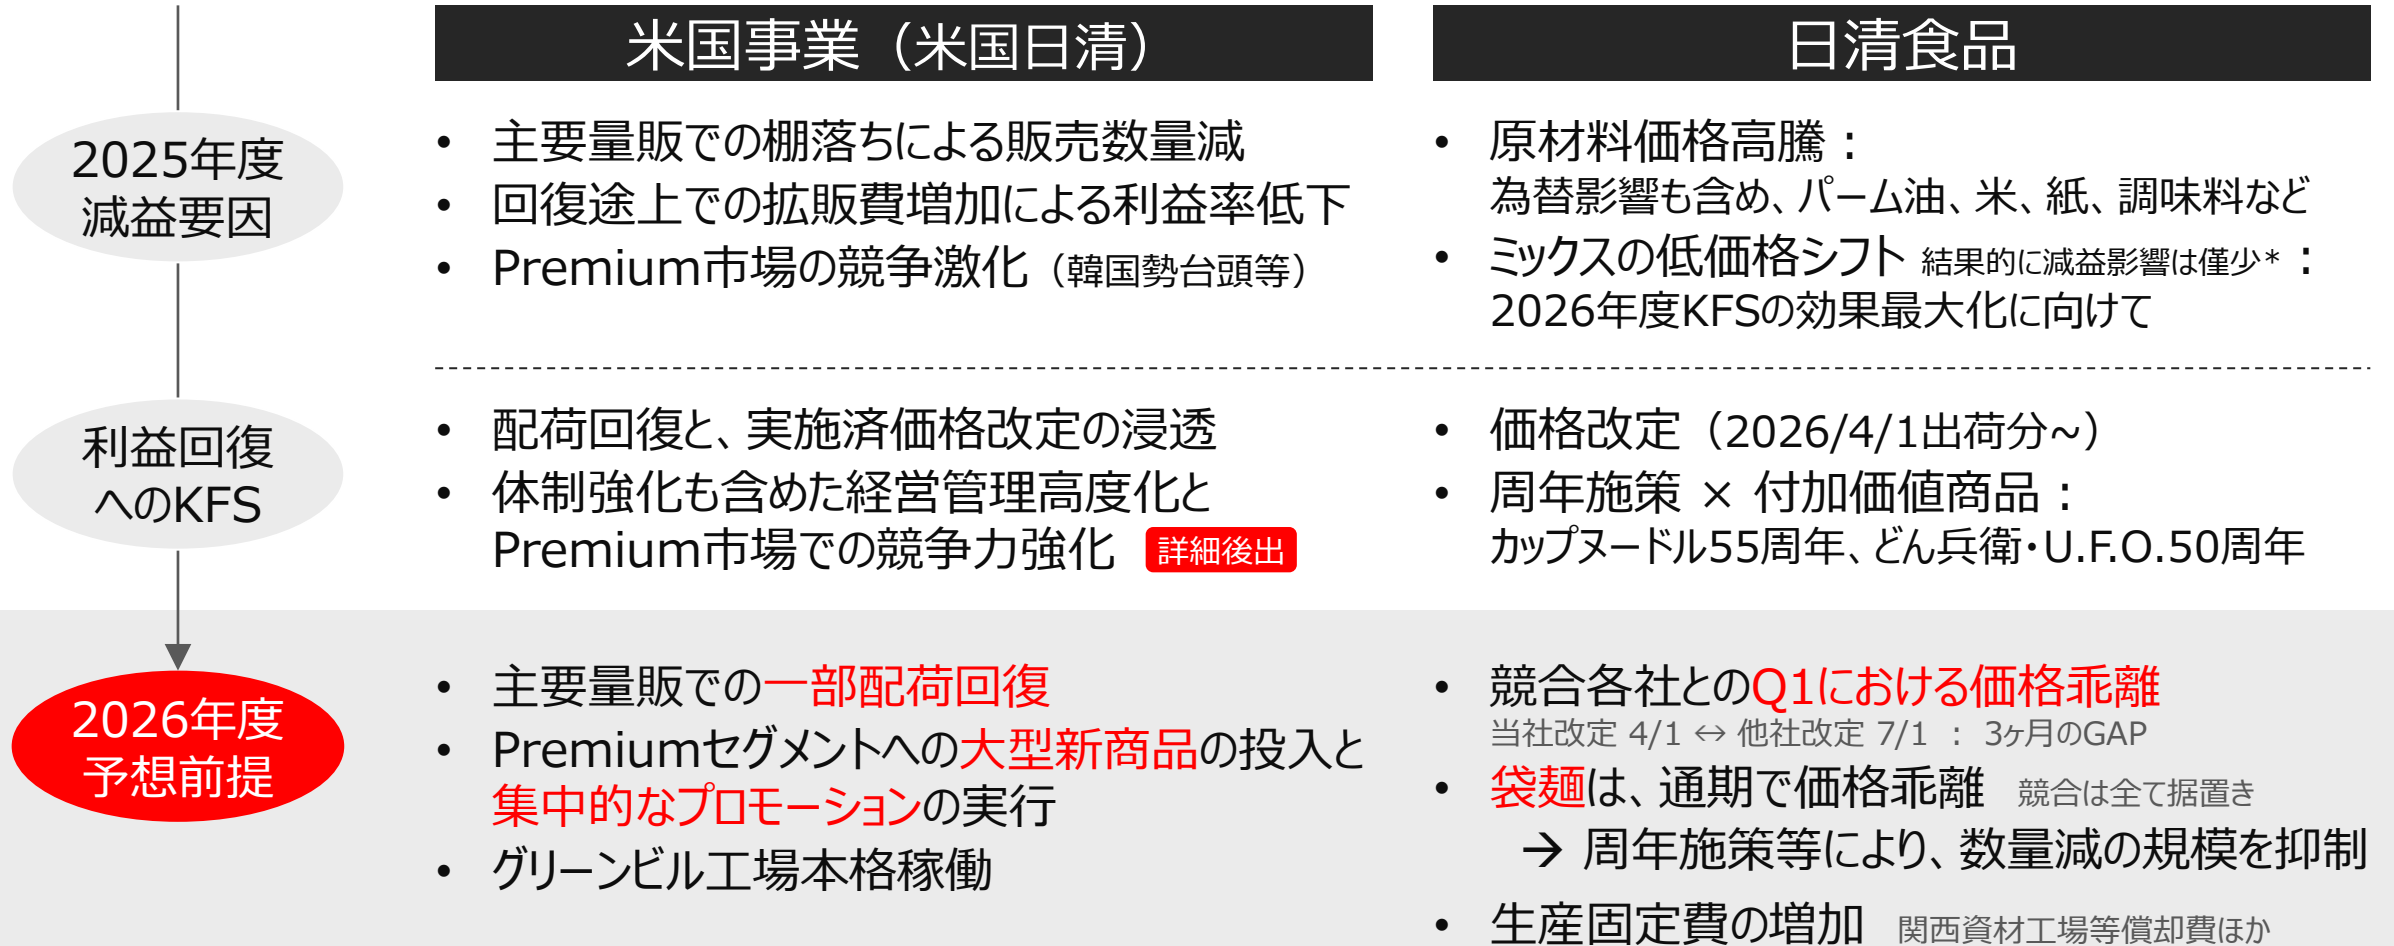 米国事業（米国日清）
日清食品
2025年度
減益要因
• 主要量販での棚落ちによる販売数量減
• 回復途上での拡販費増加による利益率低下
• Premium市場の競争激化（韓国勢台頭等）
• 原材料価格高騰：
為替影響も含め、パーム油、米、紙、調味料など
• ミックスの低価格シフト 結果的に減益影響は僅少*：
2026年度KFSの効果最大化に向けて
利益回復
へのKFS
• 配荷回復と、実施済価格改定の浸透
• 体制強化も含めた経営管理高度化と
Premium市場での競争力強化 詳細後出
• 価格改定（2026/4/1出荷分~）
• 周年施策 × 付加価値商品：
カップヌードル55周年、どん兵衛・U.F.O.50周年
2026年度
予想前提
• 主要量販での一部配荷回復
• Premiumセグメントへの大型新商品の投入と
集中的なプロモーションの実行
• グリーンビル工場本格稼働
• 競合各社とのQ1における価格乖離
当社改定 4/1 ↔ 他社改定 7/1 ： 3ヶ月のGAP
• 袋麺は、通期で価格乖離 競合は全て据置き
→ 周年施策等により、数量減の規模を抑制
• 生産固定費の増加 関西資材工場等償却費ほか